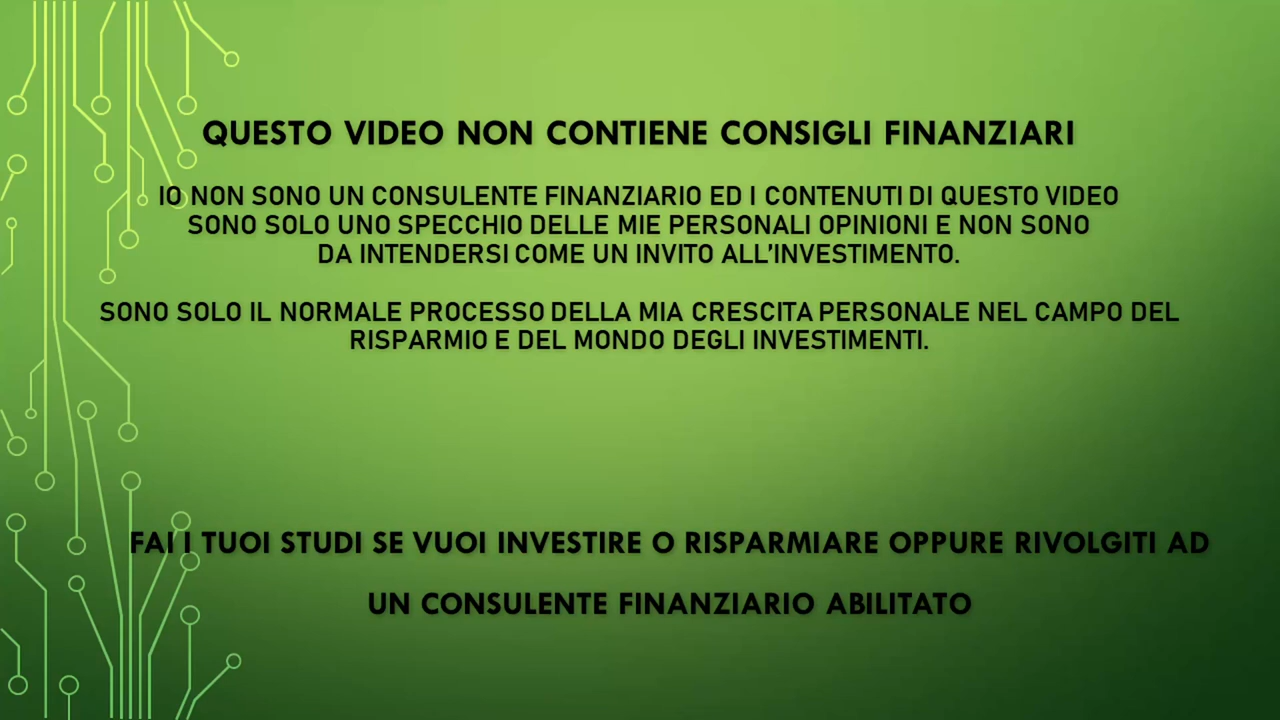 QUESTO VIDEO NON CONTIENE CONSIGLI FINANZIARI
IO NON SONO UN CONSULENTE FINANZIARIO ED I CONTENUTI DI QUESTO VIDEO
SONO SOLO UNO SPECCHIO DELLE MIE PERSONALI OPINIONI E NON SONO
DA INTENDERSI COME UN INVITO ALL'INVESTIMENTO.
SONO SOLO IL NORMALE PROCESSO DELLA MIA CRESCITA PERSONALE NEL CAMPO DEL
RISPARMIO E DEL MONDO DEGLI INVESTIMENTI.
FAI I TUOI STUDI SE VUOI INVESTIRE O RISPARMIARE OPPURE RIVOLGITI AD
UN CONSULENTE FINANZIARIO ABILITATO